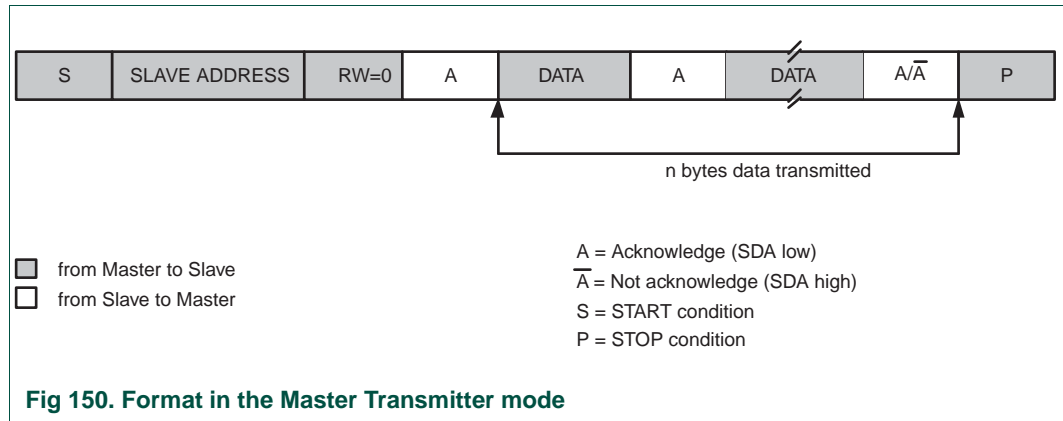 S SLAVE ADDRESS RW=0 A DATA A DATA A/A̅ P
n bytes data transmitted
from Master to Slave
from Slave to Master
A = Acknowledge (SDA low)
A̅ = Not acknowledge (SDA high)
S = START condition
P = STOP condition
Fig 150. Format in the Master Transmitter mode